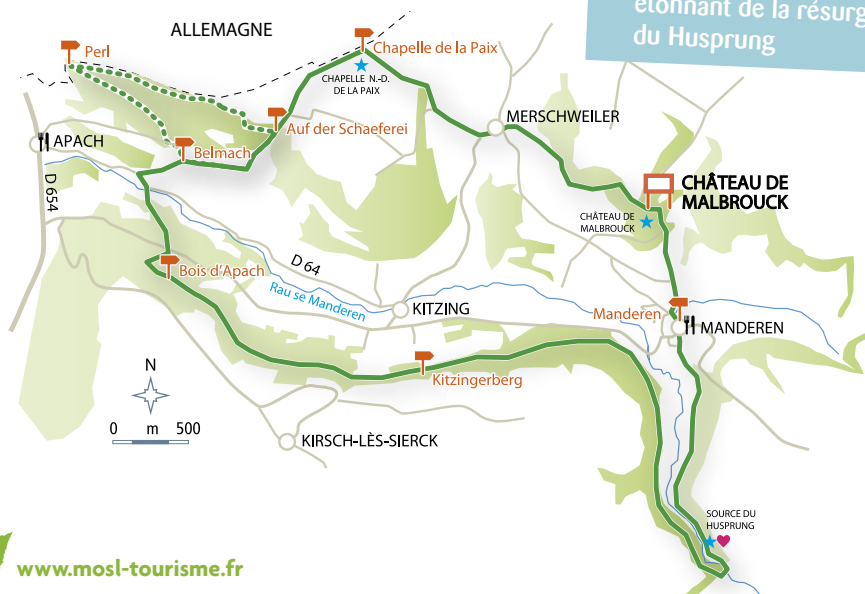 étonnant de la résurg
du Husprung
ALLEMAGNE
Perl
Chapelle de la Paix
CHAPELLE N.-D.
DE LA PAIX
MERSCHWEILER
Auf der Schaeferei
APACH
Belmach
D 654
CHÂTEAU DE
MALBROUCK
CHÂTEAU DE
MALBROUCK
D 64
Bois d'Apach
Rau se Manderen
KITZING
Manderen
MANDEREN
Kitzingerberg
N
0 m 500
KIRSCH-LÈS-SIERCK
SOURCE DU
HUSPRUNG
www.mosl-tourisme.fr